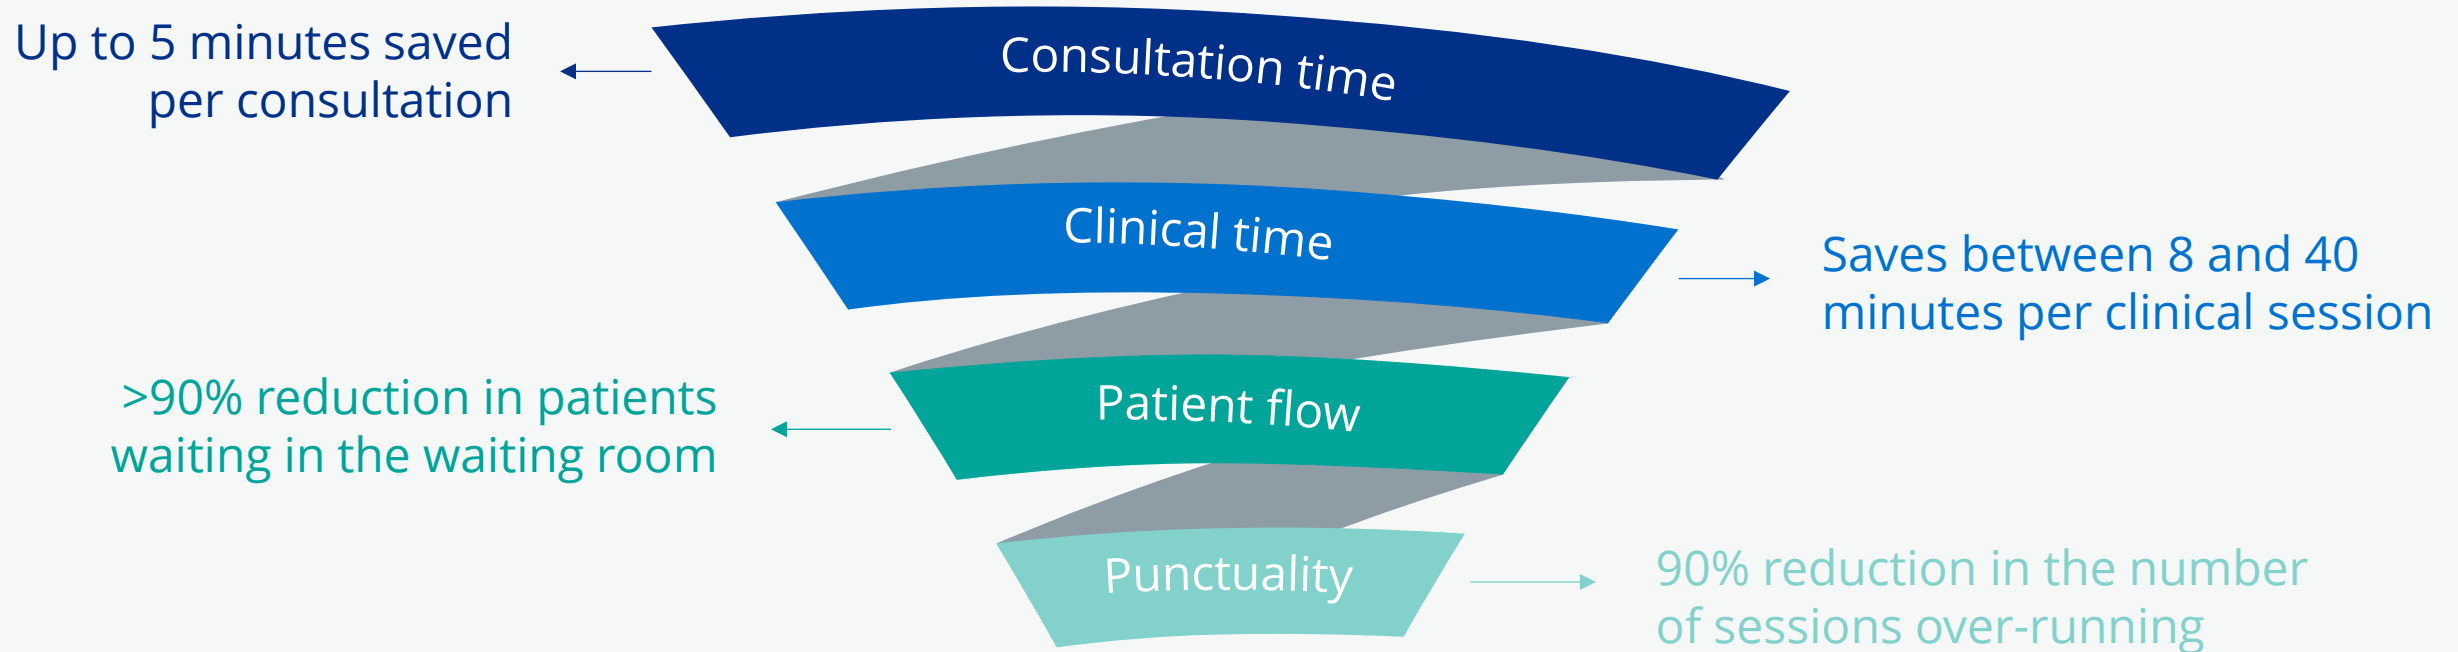 Up to 5 minutes saved
per consultation
Consultation time
Clinical time
Saves between 8 and 40
minutes per clinical session
>90% reduction in patients
waiting in the waiting room
Patient flow
Punctuality
90% reduction in the number
of sessions over-running